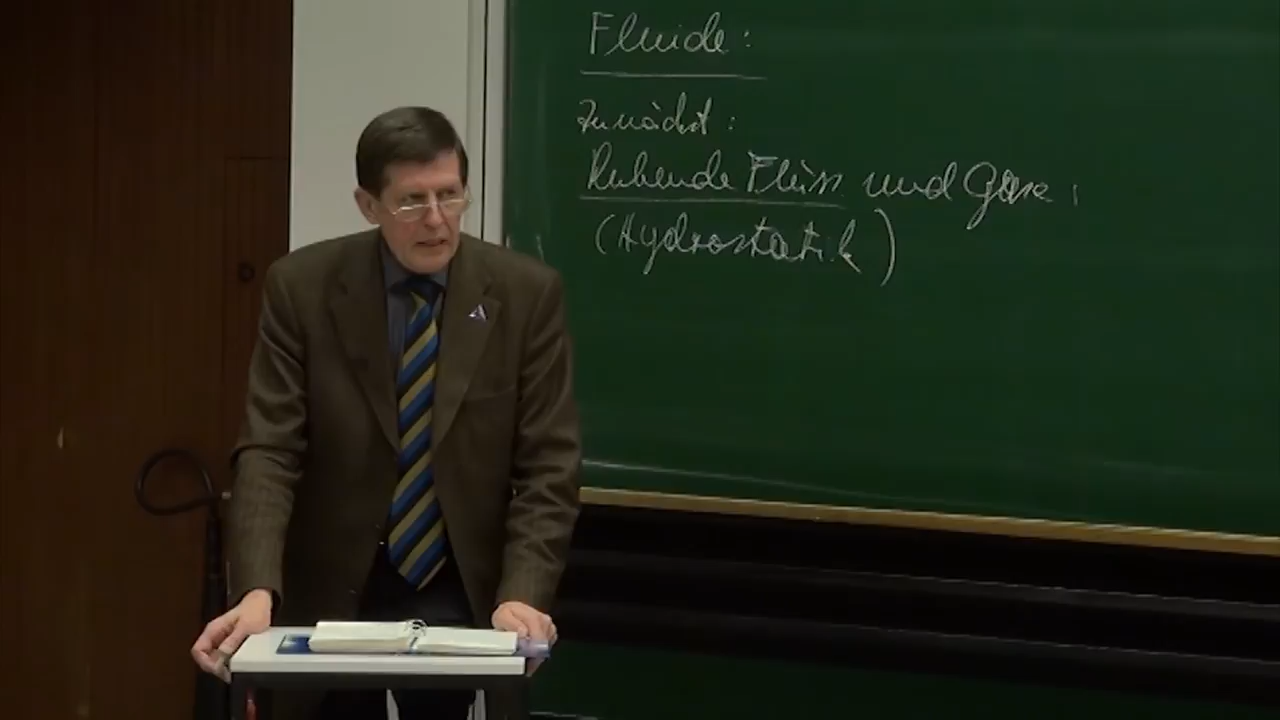 Fluide:
zunächst:
Ruhende Flüss und Gase
(Hydrostatik)